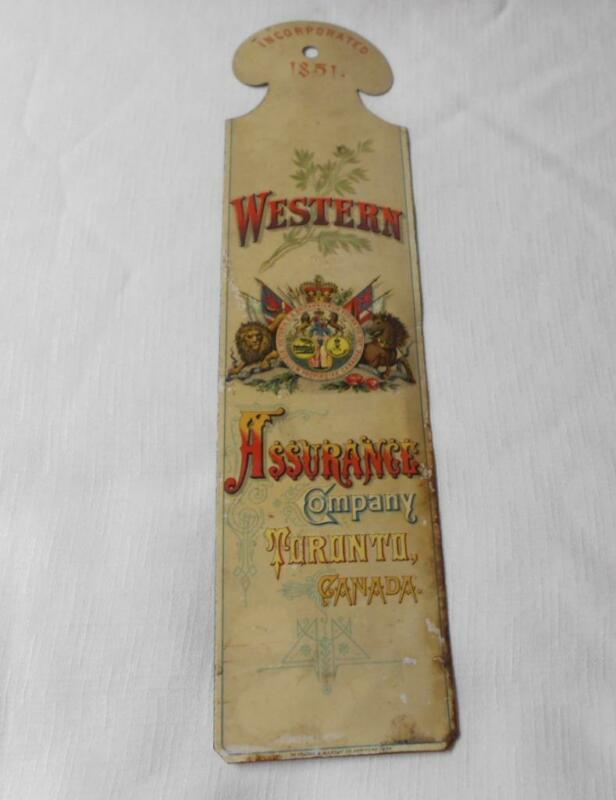 INCORPORATED
1851.
WESTERN
ASSURANCE
Company
TORONTO,
CANADA.